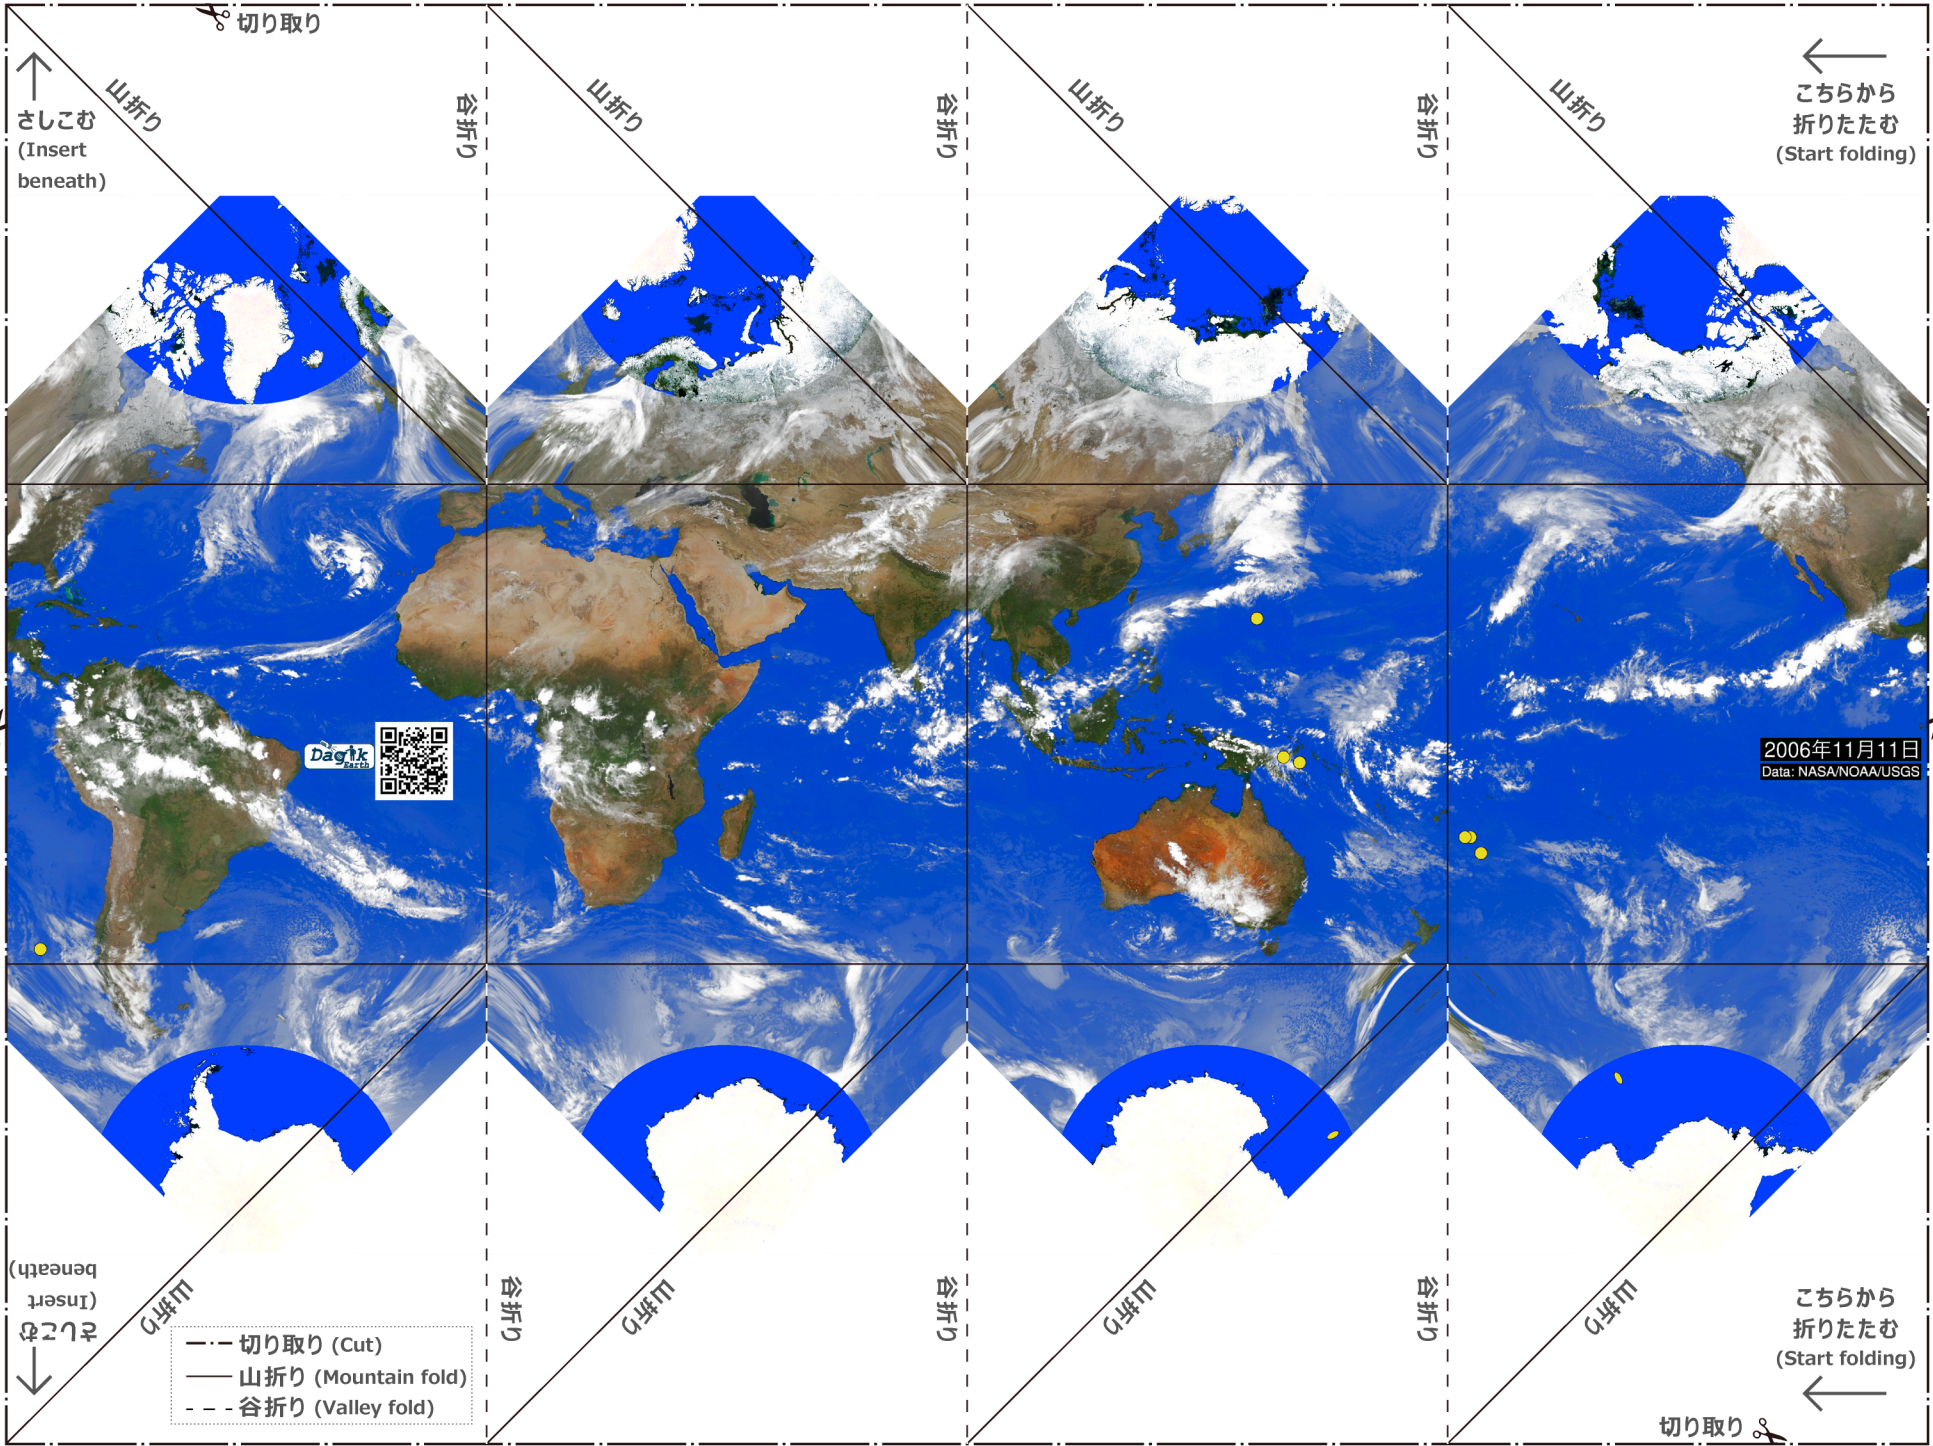 切り取り
山折り
谷折り
山折り
谷折り
山折り
谷折り
山折り
さしこむ
(Insert
beneath)
こちらから
折りたたむ
(Start folding)
Dagik
Earth
2006年11月11日
Data: NASA/NOAA/USGS
さしこむ
(Insert
beneath)
山折り
谷折り
山折り
谷折り
山折り
谷折り
山折り
こちらから
折りたたむ
(Start folding)
切り取り (Cut)
山折り (Mountain fold)
谷折り (Valley fold)
切り取り